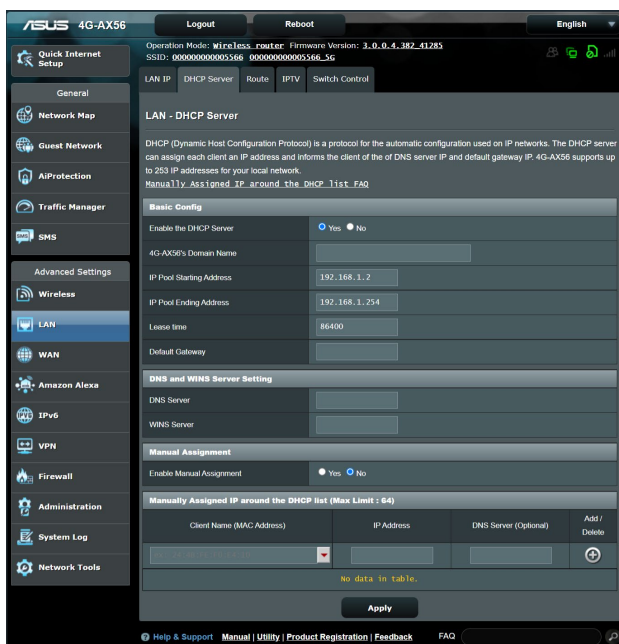 ASUS 4G-AX56
Logout
Reboot
English
Operation Mode: Wireless router Firmware Version: 3.0.0.4.382_41285
SSID: 000000000005566 000000000005566_5G
Quick Internet
Setup
General
Network Map
Guest Network
AiProtection
Traffic Manager
SMS
SMS
Advanced Settings
Wireless
LAN
WAN
Amazon Alexa
IPv6
IPv6
VPN
Firewall
Administration
System Log
Network Tools
LAN IP
DHCP Server
Route
IPTV
Switch Control
LAN - DHCP Server
DHCP (Dynamic Host Configuration Protocol) is a protocol for the automatic configuration used on IP networks. The DHCP server
can assign each client an IP address and informs the client of the of DNS server IP and default gateway IP. 4G-AX56 supports up
to 253 IP addresses for your local network.
Manually Assigned IP around the DHCP list FAQ
Basic Config
Enable the DHCP Server Yes No
4G-AX56's Domain Name
IP Pool Starting Address 192.168.1.2
IP Pool Ending Address 192.168.1.254
Lease time 86400
Default Gateway
DNS and WINS Server Setting
DNS Server
WINS Server
Manual Assignment
Enable Manual Assignment Yes No
Manually Assigned IP around the DHCP list (Max Limit : 64)
Client Name (MAC Address)
IP Address
DNS Server (Optional)
Add /
Delete
No data in table.
Apply
Help & Support Manual | Utility | Product Registration | Feedback FAQ